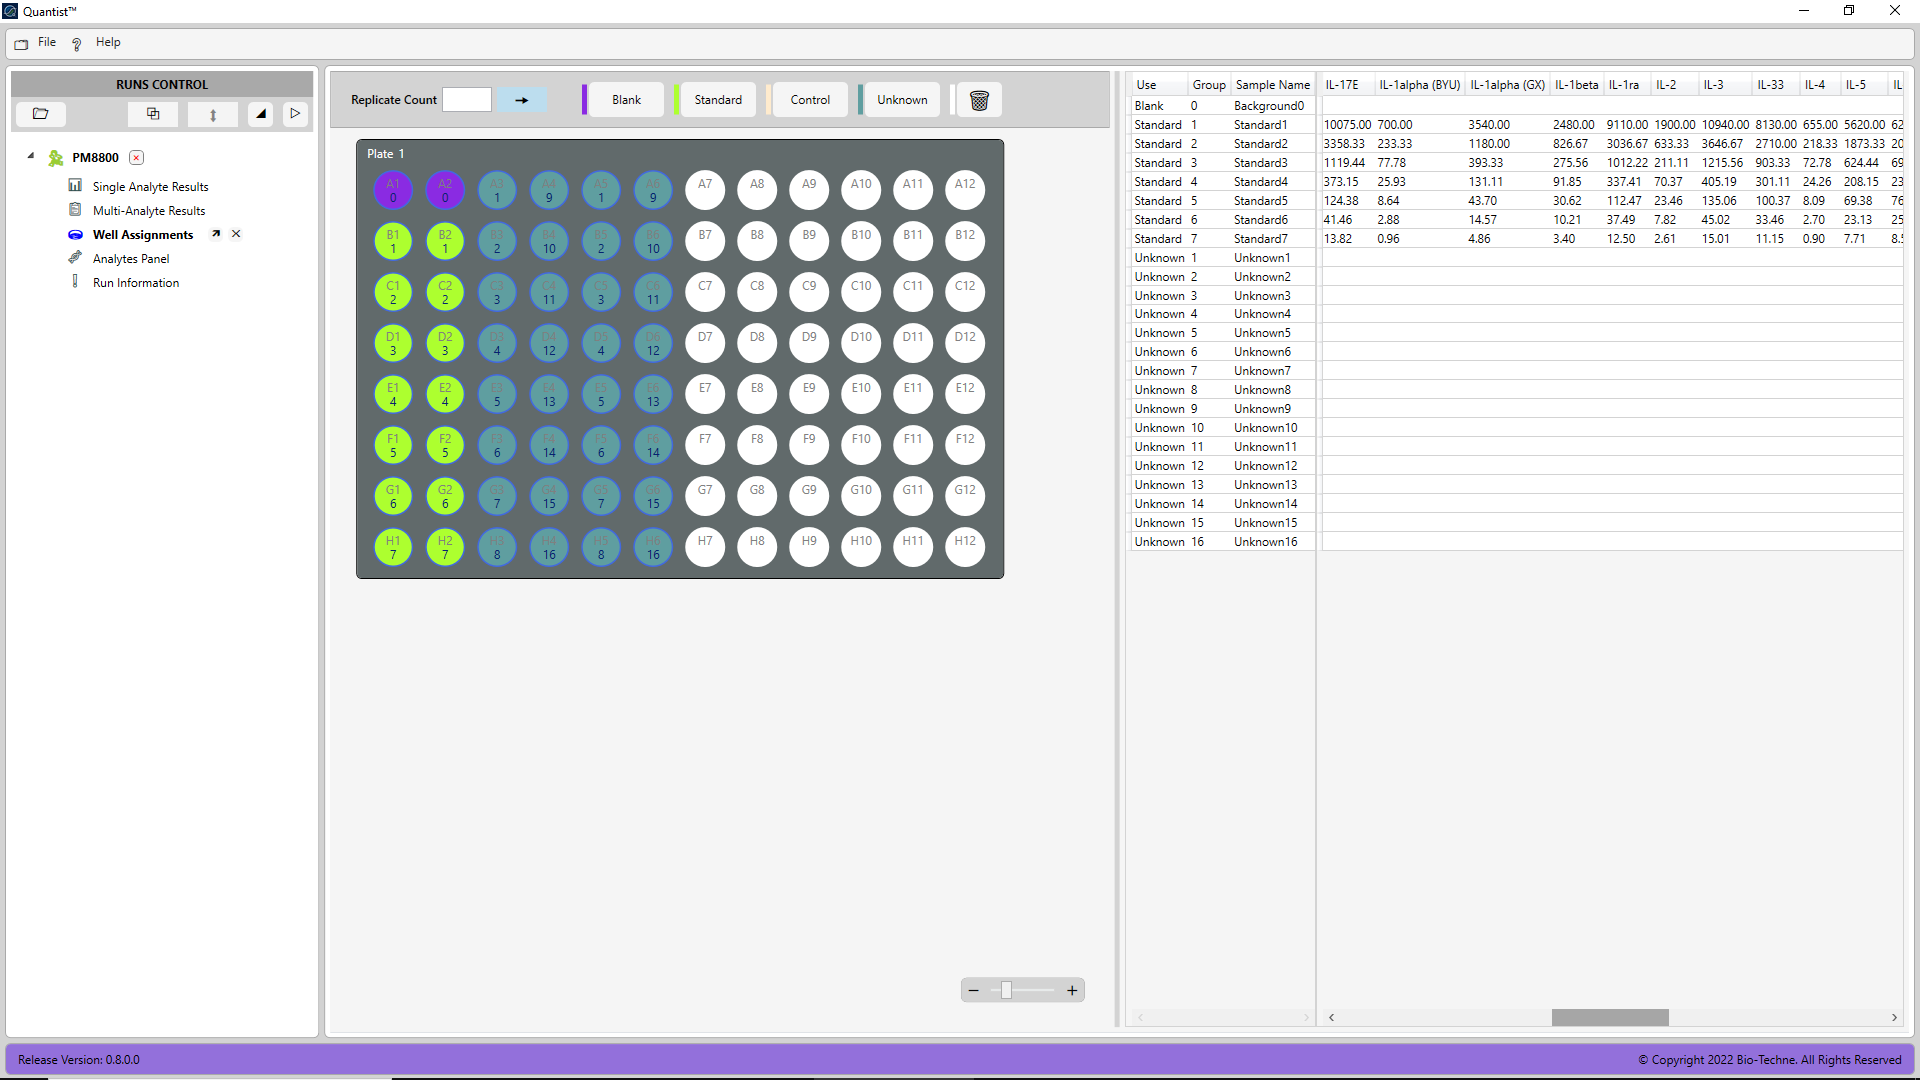 Quantist™
File Help
RUNS CONTROL
PM8800
Single Analyte Results
Multi-Analyte Results
Well Assignments
Analytes Panel
Run Information
Replicate Count Blank Standard Control Unknown
Plate 1
A1 A2 A3 A4 A5 A6 A7 A8 A9 A10 A11 A12
0 0 1 9 1 9
B1 B2 B3 B4 B5 B6 B7 B8 B9 B10 B11 B12
1 1 2 10 2 10
C1 C2 C3 C4 C5 C6 C7 C8 C9 C10 C11 C12
2 2 3 11 3 11
D1 D2 D3 D4 D5 D6 D7 D8 D9 D10 D11 D12
3 3 4 12 4 12
E1 E2 E3 E4 E5 E6 E7 E8 E9 E10 E11 E12
4 4 5 13 5 13
F1 F2 F3 F4 F5 F6 F7 F8 F9 F10 F11 F12
5 5 6 14 6 14
G1 G2 G3 G4 G5 G6 G7 G8 G9 G10 G11 G12
6 6 7 15 7 15
H1 H2 H3 H4 H5 H6 H7 H8 H9 H10 H11 H12
7 7 8 16 8 16
Use Group Sample Name IL-17E IL-1alpha (BYU) IL-1alpha (GX) IL-1beta IL-1ra IL-2 IL-3 IL-33 IL-4 IL-5 IL
Blank 0 Background0
Standard 1 Standard1 10075.00 700.00 3540.00 2480.00 9110.00 1900.00 10940.00 8130.00 655.00 5620.00 62
Standard 2 Standard2 3358.33 233.33 1180.00 826.67 3036.67 633.33 3646.67 2710.00 218.33 1873.33 20
Standard 3 Standard3 1119.44 77.78 393.33 275.56 1012.22 211.11 1215.56 903.33 72.78 624.44 69
Standard 4 Standard4 373.15 25.93 131.11 91.85 337.41 70.37 405.19 301.11 24.26 208.15 23
Standard 5 Standard5 124.38 8.64 43.70 30.62 112.47 23.46 135.06 100.37 8.09 69.38 76
Standard 6 Standard6 41.46 2.88 14.57 10.21 37.49 7.82 45.02 33.46 2.70 23.13 25
Standard 7 Standard7 13.82 0.96 4.86 3.40 12.50 2.61 15.01 11.15 0.90 7.71 8.5
Unknown 1 Unknown1
Unknown 2 Unknown2
Unknown 3 Unknown3
Unknown 4 Unknown4
Unknown 5 Unknown5
Unknown 6 Unknown6
Unknown 7 Unknown7
Unknown 8 Unknown8
Unknown 9 Unknown9
Unknown 10 Unknown10
Unknown 11 Unknown11
Unknown 12 Unknown12
Unknown 13 Unknown13
Unknown 14 Unknown14
Unknown 15 Unknown15
Unknown 16 Unknown16
Release Version: 0.8.0.0
© Copyright 2022 Bio-Techne. All Rights Reserved